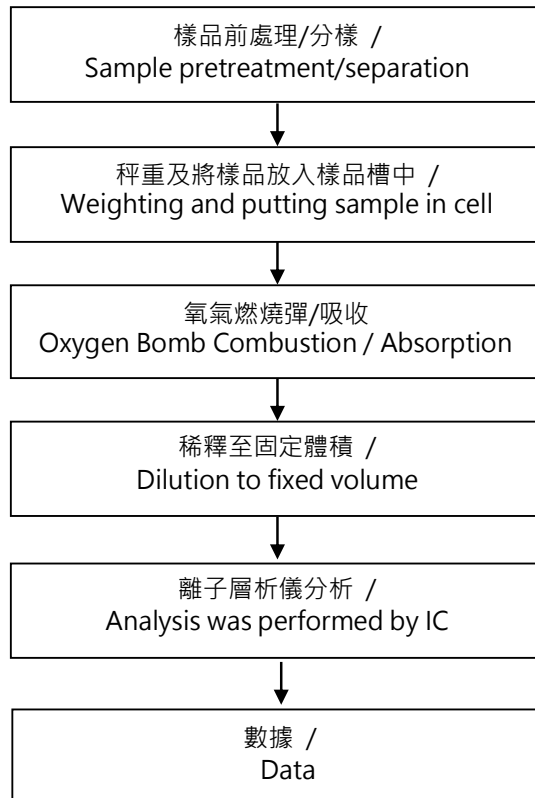 樣品前處理/分樣 /
Sample pretreatment/separation
秤重及將樣品放入樣品槽中 /
Weighting and putting sample in cell
氧氣燃燒彈/吸收
Oxygen Bomb Combustion / Absorption
稀釋至固定體積 /
Dilution to fixed volume
離子層析儀分析 /
Analysis was performed by IC
數據 /
Data